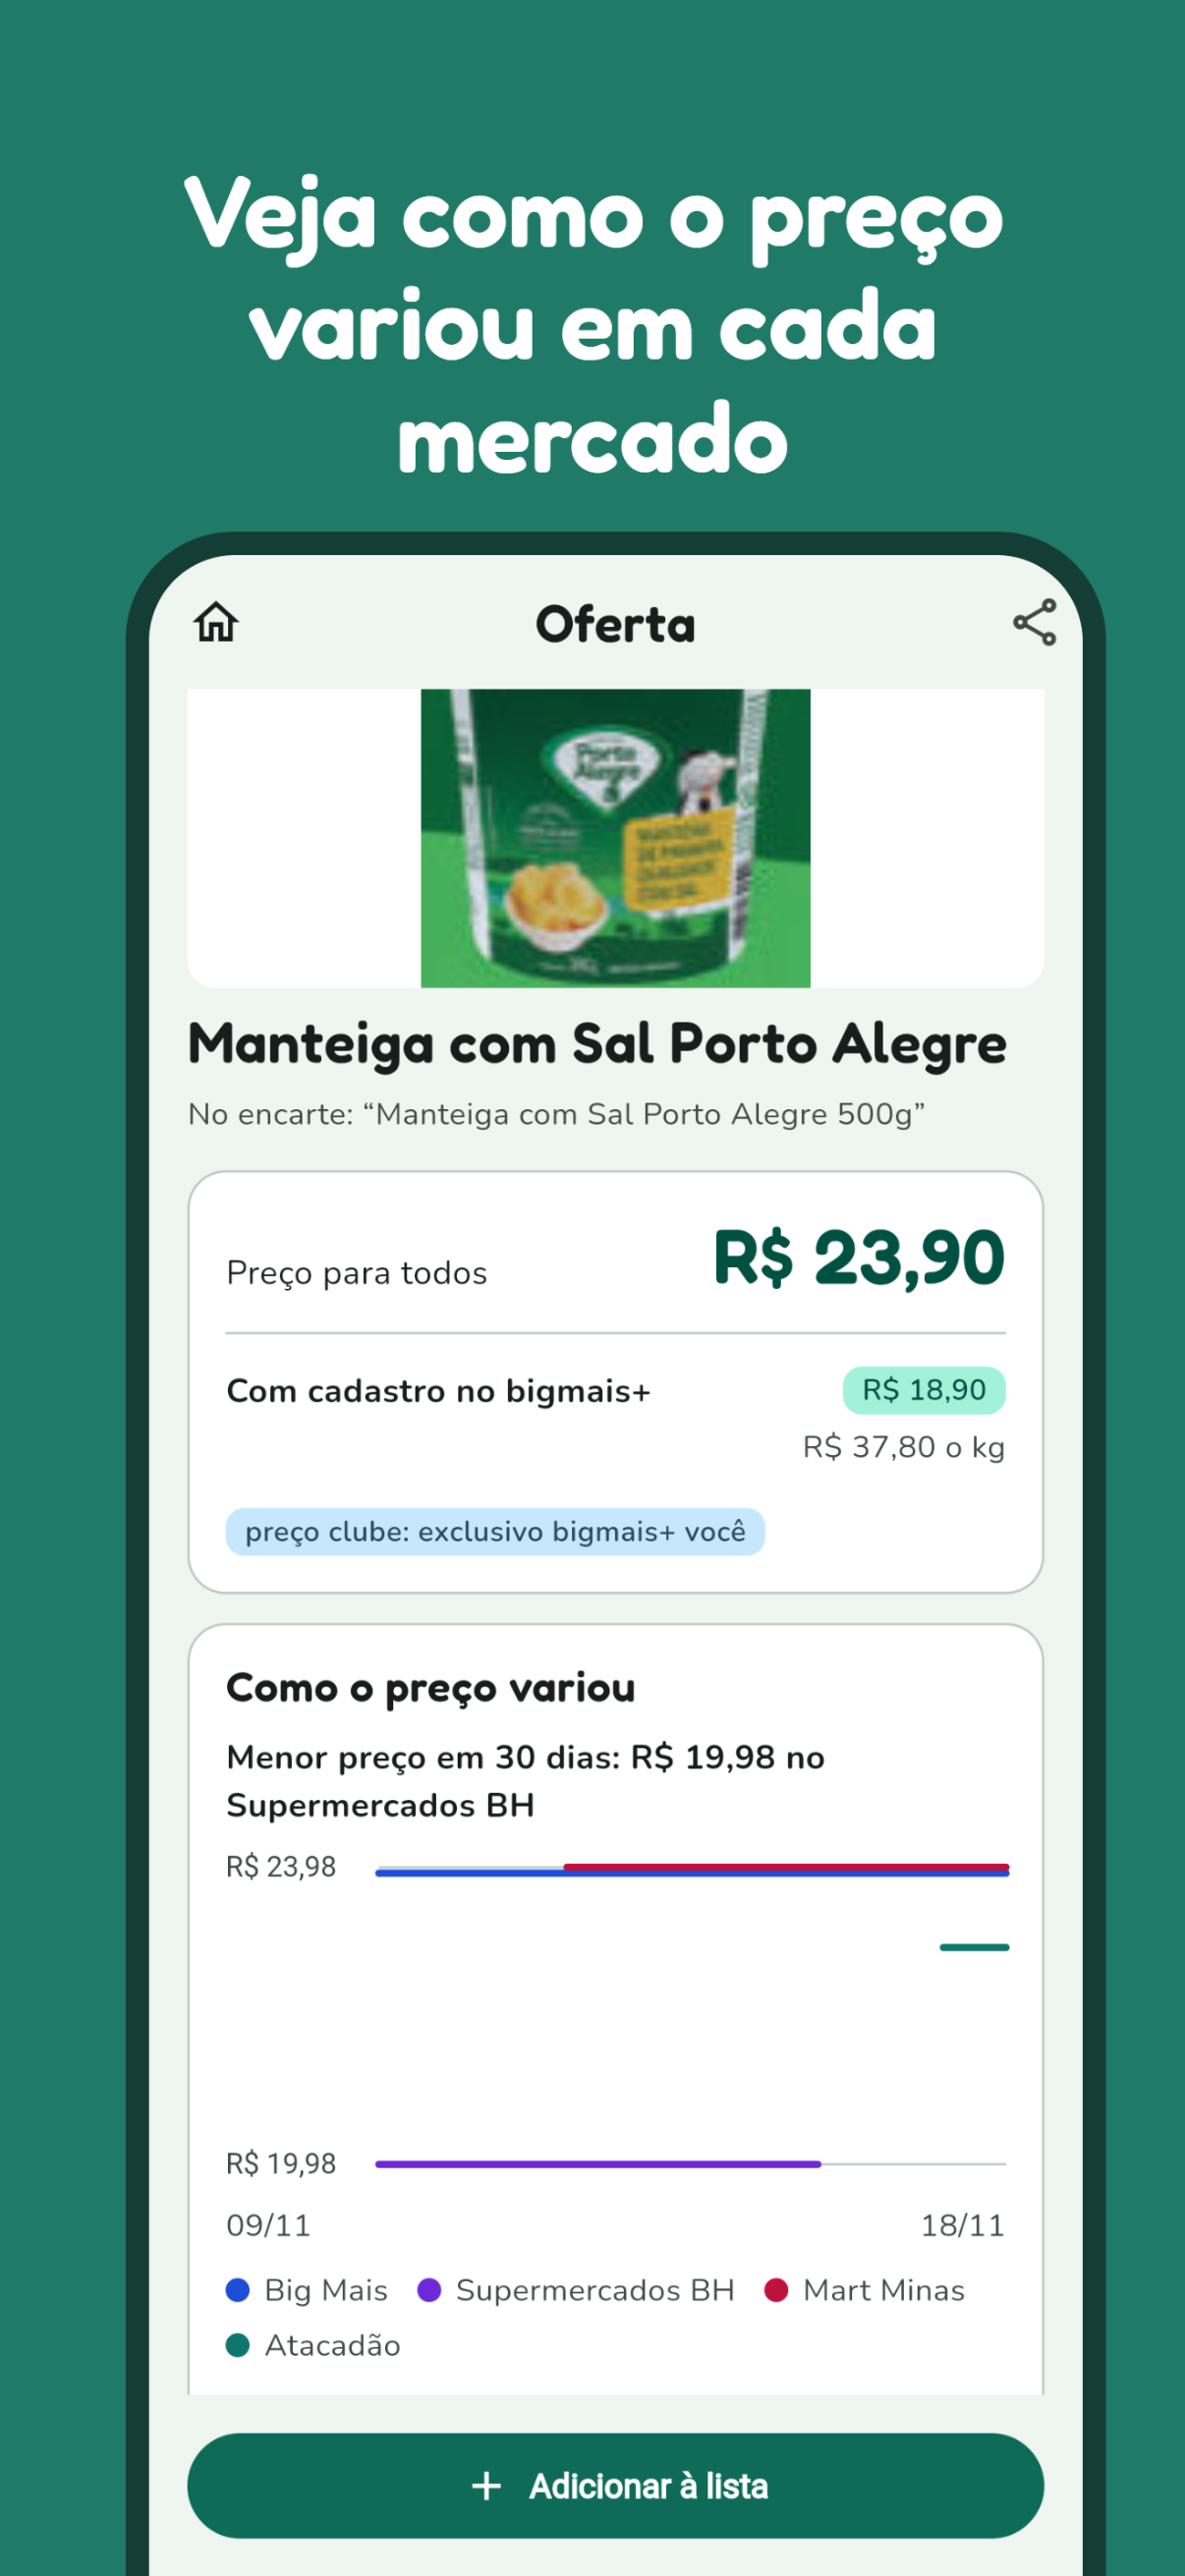 Veja como o preço
variou em cada
mercado
Oferta
Porto
Alegre
Manteiga com Sal Porto Alegre
No encarte: “Manteiga com Sal Porto Alegre 500g”
Preço para todos
R$ 23,90
Com cadastro no bigmais+
R$ 18,90
R$ 37,80 o kg
preço clube: exclusivo bigmais+ você
Como o preço variou
Menor preço em 30 dias: R$ 19,98 no
Supermercados BH
R$ 23,98
R$ 19,98
09/11
18/11
Big Mais
Supermercados BH
Mart Minas
Atacadão
+ Adicionar à lista